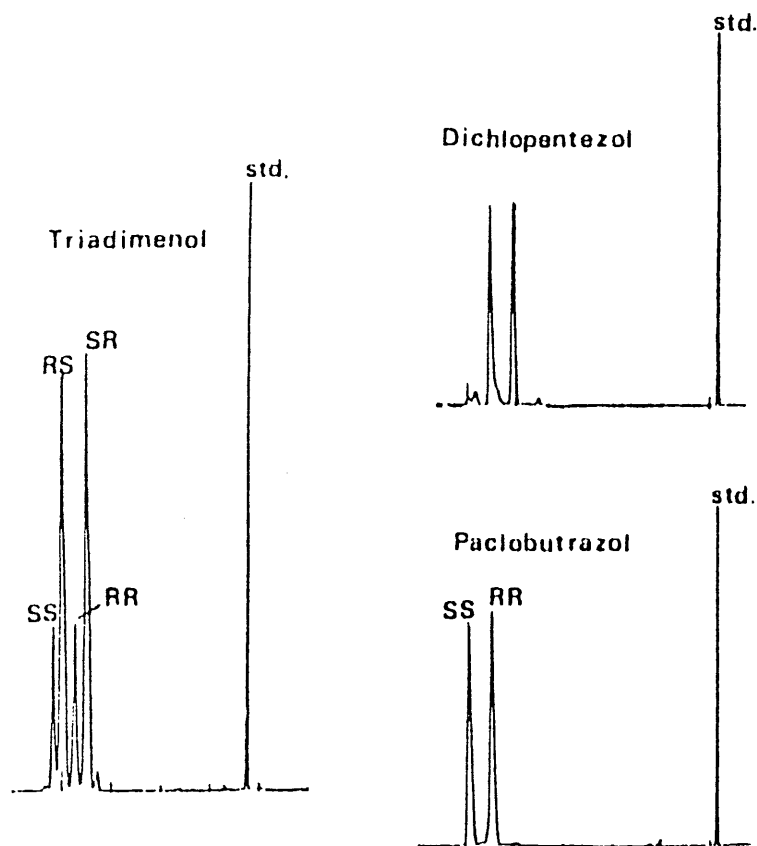 Triadimenol
std.
RS
SR
SS
RR
Dichlopentezol
std.
Paclobutrazol
std.
SS
RR